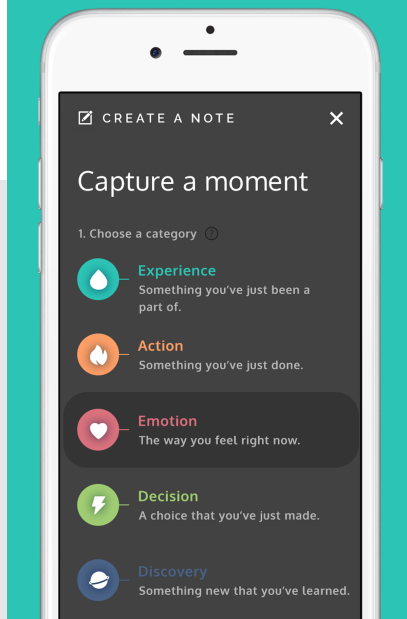 CREATE A NOTE
Capture a moment
1. Choose a category ?
Experience
Something you've just been a
part of.
Action
Something you've just done.
Emotion
The way you feel right now.
Decision
A choice that you've just made.
Discovery
Something new that you've learned.